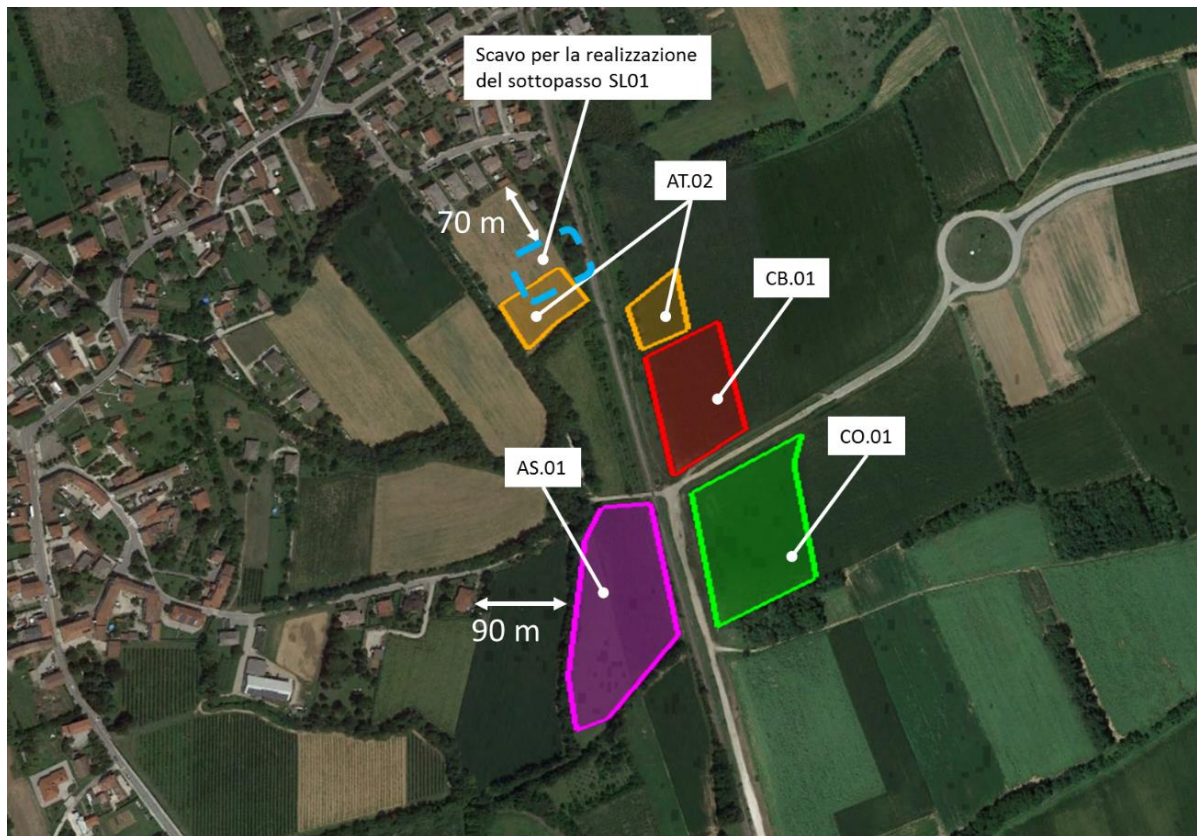 Scavo per la realizzazione
del sottopasso SL01
AT.02
70 m
CB.01
CO.01
AS.01
90 m